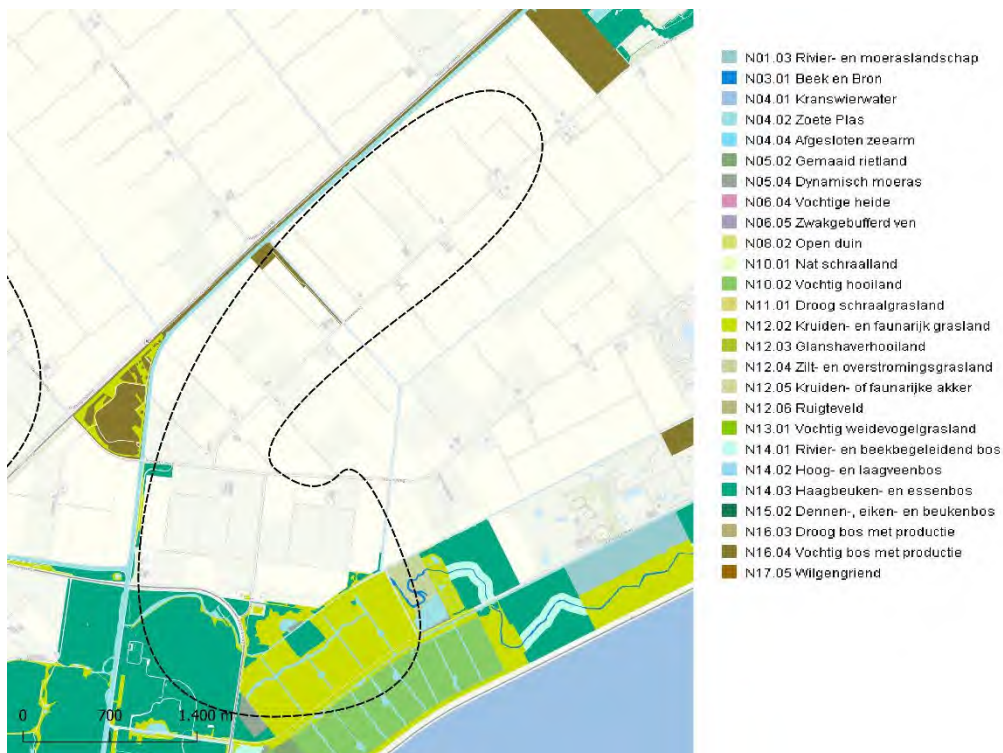 N01.03 Rivier- en moeraslandschap
N03.01 Beek en Bron
N04.01 Kranswierwater
N04.02 Zoete Plas
N04.04 Afgesloten zeearm
N05.02 Gemaaid rietland
N05.04 Dynamisch moeras
N06.04 Vochtige heide
N06.05 Zwakgebufferd ven
N08.02 Open duin
N10.01 Nat schraalland
N10.02 Vochtig hooiland
N11.01 Droog schraalgrasland
N12.02 Kruiden- en faunarijk grasland
N12.03 Glanshaverhooiland
N12.04 Zilt- en overstromingsgrasland
N12.05 Kruiden- of faunarijke akker
N12.06 Ruigteveld
N13.01 Vochtig weidevogelgrasland
N14.01 Rivier- en beekbegeleidend bos
N14.02 Hoog- en laagveenbos
N14.03 Haagbeuken- en essenbos
N15.02 Dennen-, eiken- en beukenbos
N16.03 Droog bos met productie
N16.04 Vochtig bos met productie
N17.05 Wilgengriend
0 700 1.400 m